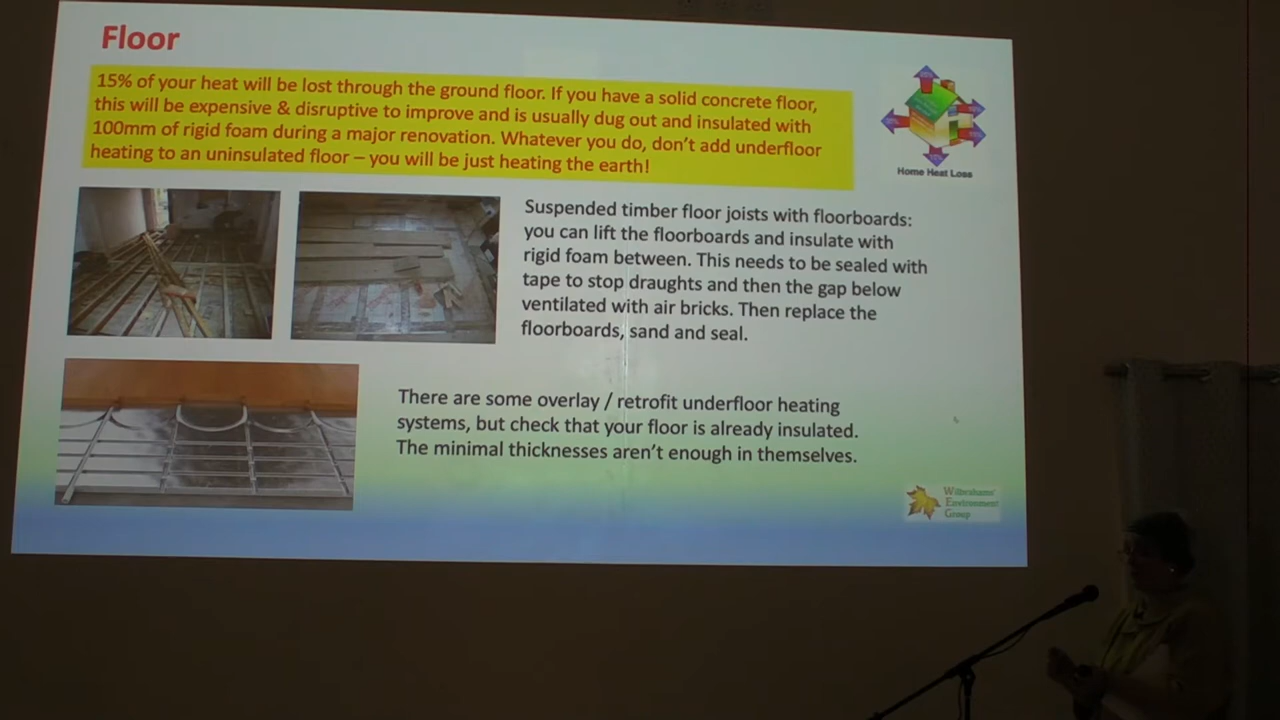 Floor
15% of your heat will be lost through the ground floor. If you have a solid concrete floor,
this will be expensive & disruptive to improve and is usually dug out and insulated with
100mm of rigid foam during a major renovation. Whatever you do, don't add underfloor
heating to an uninsulated floor – you will be just heating the earth!
Home Heat Loss
Suspended timber floor joists with floorboards:
you can lift the floorboards and insulate with
rigid foam between. This needs to be sealed with
tape to stop draughts and then the gap below
ventilated with air bricks. Then replace the
floorboards, sand and seal.
There are some overlay / retrofit underfloor heating
systems, but check that your floor is already insulated.
The minimal thicknesses aren't enough in themselves.
Wilbrahams'
Environment
Group